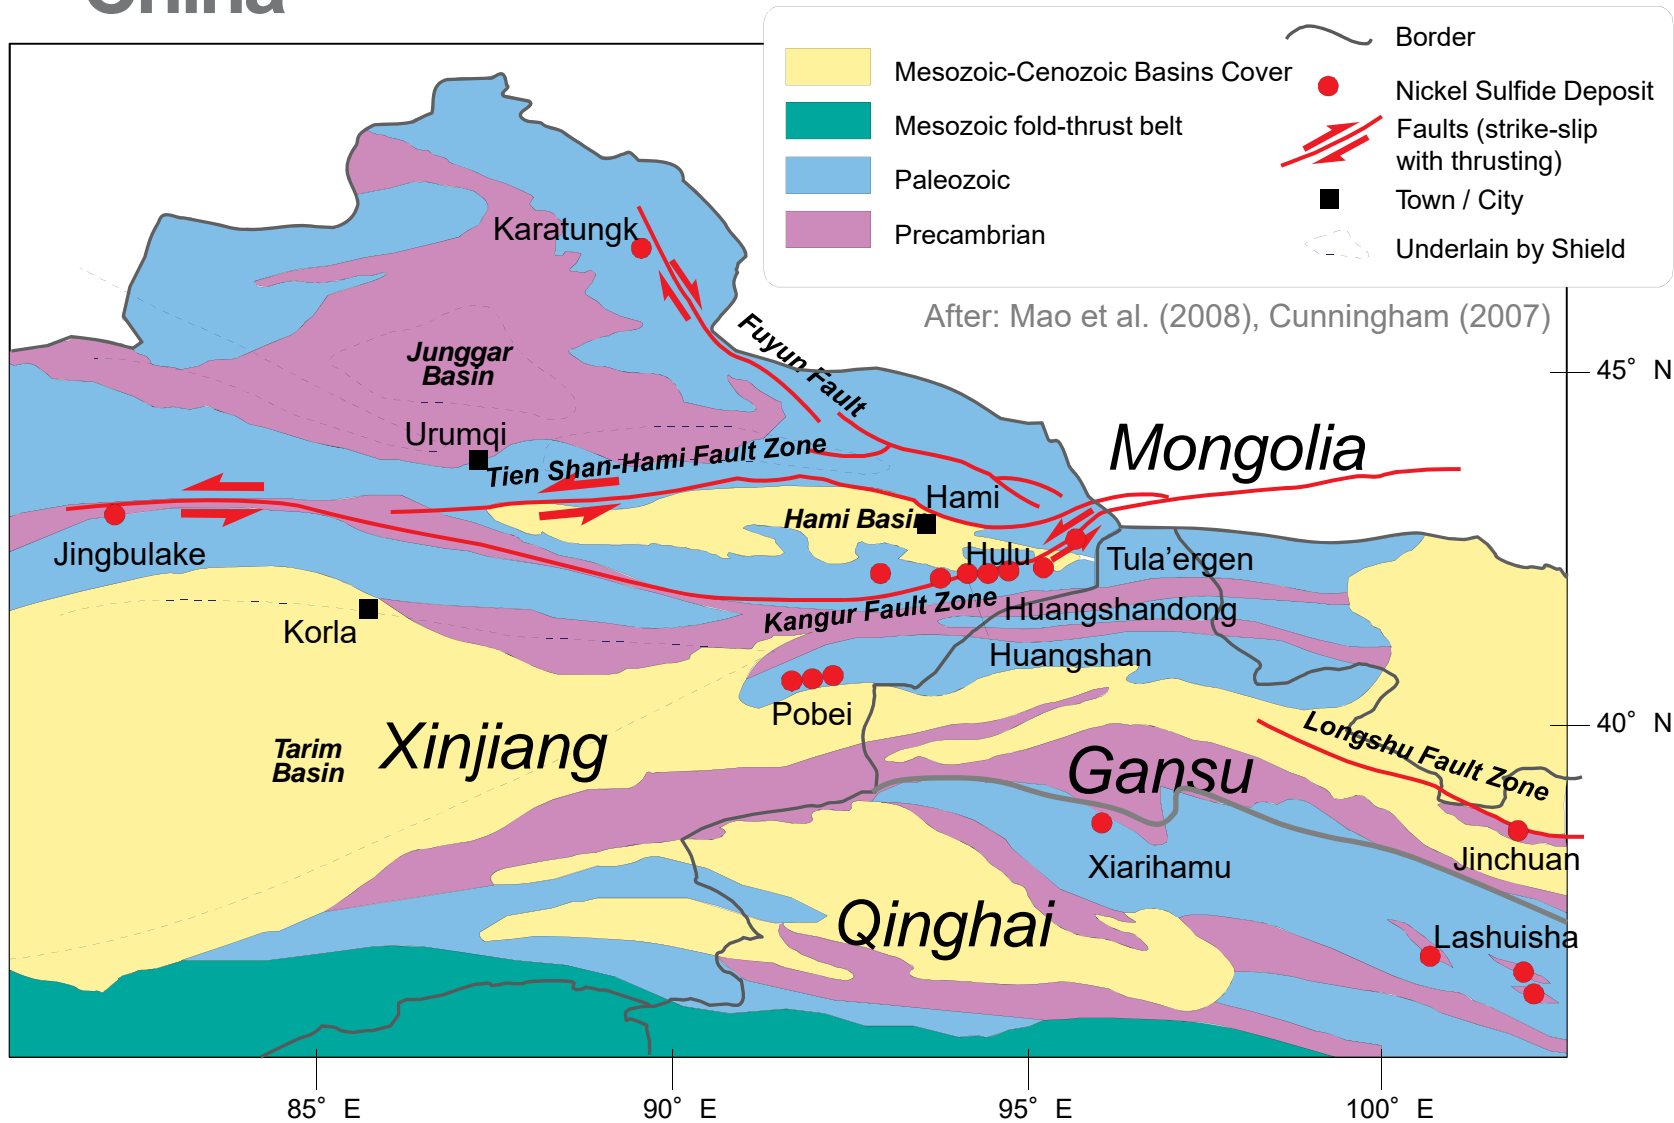 China
Mesozoic-Cenozoic Basins Cover
Mesozoic fold-thrust belt
Paleozoic
Precambrian
Border
Nickel Sulfide Deposit
Faults (strike-slip
with thrusting)
Town / City
Underlain by Shield
After: Mao et al. (2008), Cunningham (2007)
Karatungk
Fuyun Fault
Junggar
Basin
45° N
Urumqi
Tien Shan-Hami Fault Zone
Mongolia
Hami
Hami Basin
Jingbulake
Hulu
Tula’ergen
Korla
Kangur Fault Zone
Huangshandong
Huangshan
Pobei
40° N
Tarim
Basin
Xinjiang
Gansu
Longshu Fault Zone
Jinchuan
Xiarihamu
Qinghai
Lashuisha
85° E
90° E
95° E
100° E